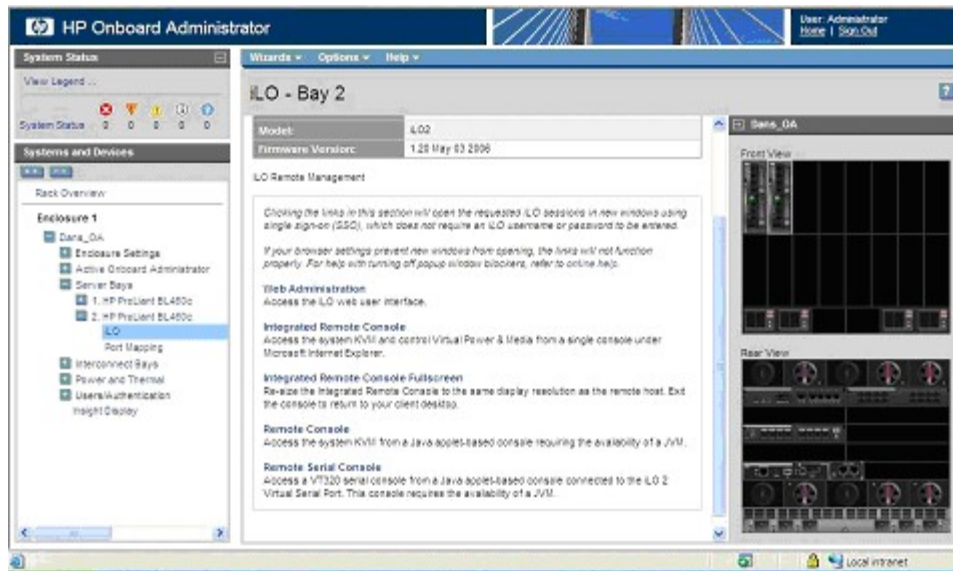 HP Onboard Administrator
User: Administrator
Home | Sign Out
System Status
View Legend ...
System Status 0 0 0 0 0
Systems and Devices
Rack Overview
Enclosure 1
Dans_OA
Enclosure Settings
Active Onboard Administrator
Server Bays
1. HP ProLiant BL460c
2. HP ProLiant BL460c
iLO
Port Mapping
Interconnect Bays
Power and Thermal
Users/Authentication
Insight Display
Wizards Options Help
iLO - Bay 2
Model: iLO2
Firmware Version: 1.20 May 03 2006
iLO Remote Management
Clicking the links in this section will open the requested iLO sessions in new windows using
single sign-on (SSO), which does not require an iLO username or password to be entered.
If your browser settings prevent new windows from opening, the links will not function
properly. For help with turning off popup window blockers, refer to online help.
Web Administration
Access the iLO web user interface.
Integrated Remote Console
Access the system KVM and control Virtual Power & Media from a single console under
Microsoft Internet Explorer.
Integrated Remote Console Fullscreen
Re-size the Integrated Remote Console to the same display resolution as the remote host. Exit
the console to return to your client desktop.
Remote Console
Access the system KVM from a Java applet-based console requiring the availability of a JVM.
Remote Serial Console
Access a VT320 serial console from a Java applet-based console connected to the iLO 2
Virtual Serial Port. This console requires the availability of a JVM.
Dans_OA
Front View
Rear View
Local intranet